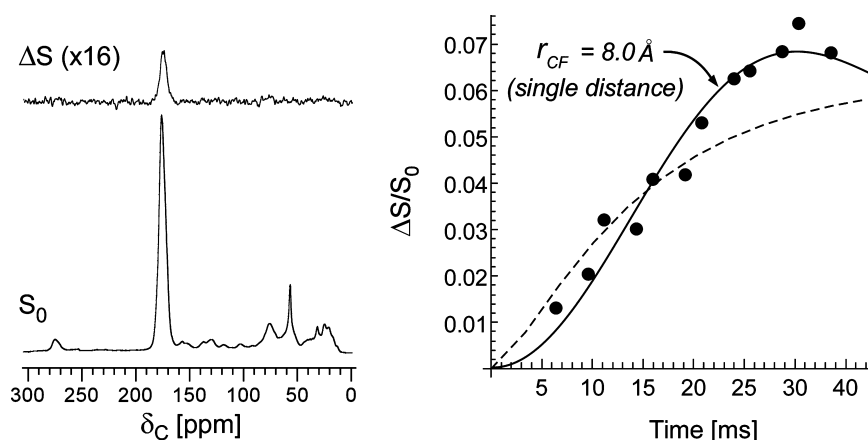 ΔS (x16)
S0
300 250 200 150 100 50 0
δC [ppm]
rCF = 8.0 Å
(single distance)
0.07
0.06
0.05
0.04
0.03
0.02
0.01
ΔS/S0
5 10 15 20 25 30 35 40
Time [ms]